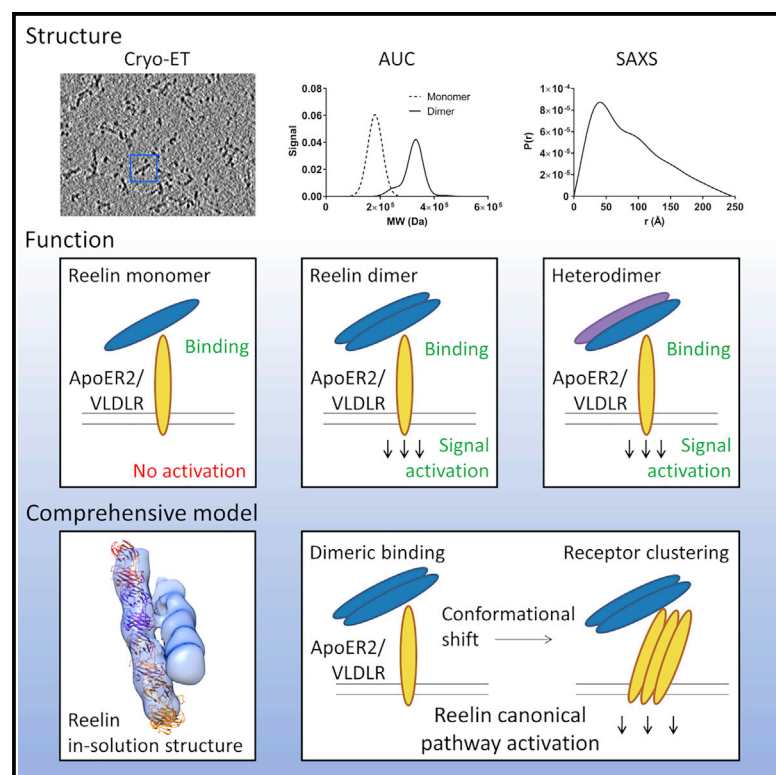 Structure
Cryo-ET
AUC
SAXS
0.08
0.06
0.04
0.02
0.00
Signal
Monomer
Dimer
2×10⁵
4×10⁵
6×10⁵
MW (Da)
1×10⁻⁴
8×10⁻⁵
6×10⁻⁵
4×10⁻⁵
2×10⁻⁵
0
P(r)
0
50
100
150
200
250
r (Å)
Function
Reelin monomer
Binding
ApoER2/
VLDLR
No activation
Reelin dimer
Binding
ApoER2/
VLDLR
Signal
activation
Heterodimer
Binding
ApoER2/
VLDLR
Signal
activation
Comprehensive model
Reelin
in-solution structure
Dimeric binding
Receptor clustering
Conformational
shift
ApoER2/
VLDLR
Reelin canonical
pathway activation